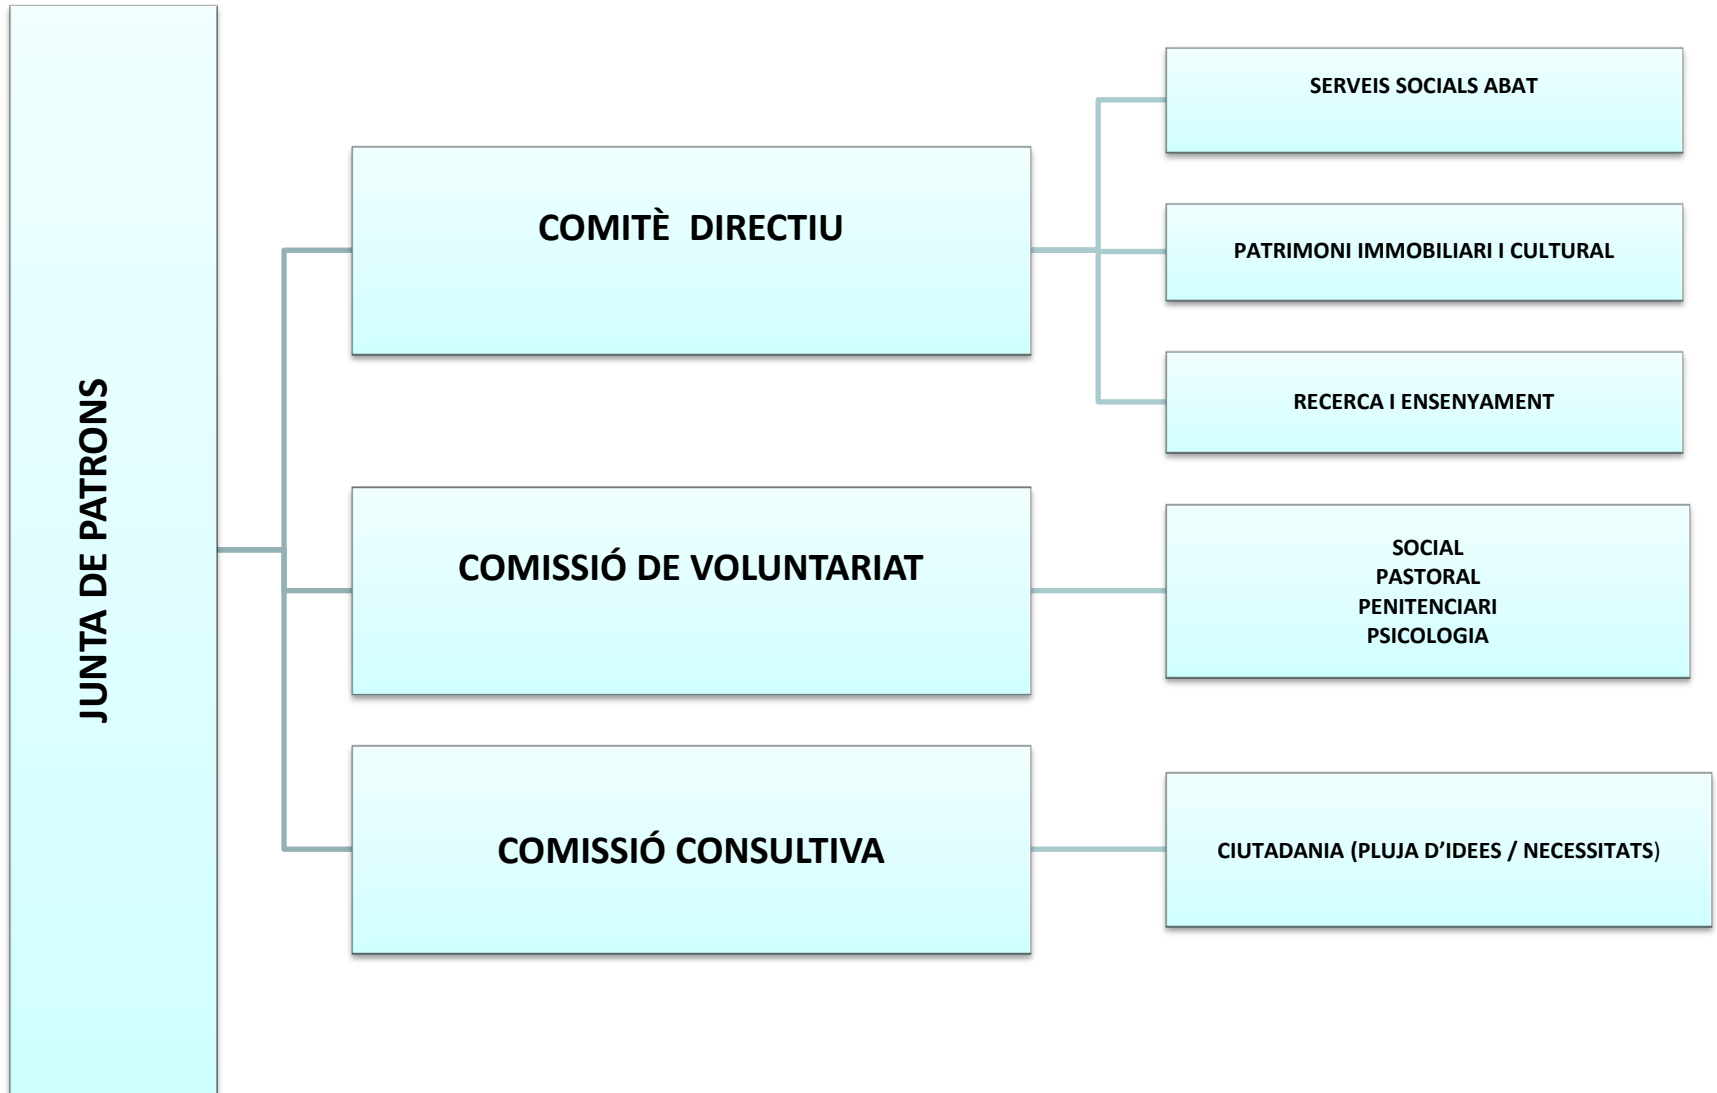 JUNTA DE PATRONS
COMITÈ DIRECTIU
SERVEIS SOCIALS ABAT
PATRIMONI IMMOBILIARI I CULTURAL
RECERCA I ENSENYAMENT
COMISSIÓ DE VOLUNTARIAT
SOCIAL
PASTORAL
PENITENCIARI
PSICOLOGIA
COMISSIÓ CONSULTIVA
CIUTADANIA (PLUJA D’IDEES / NECESSITATS)